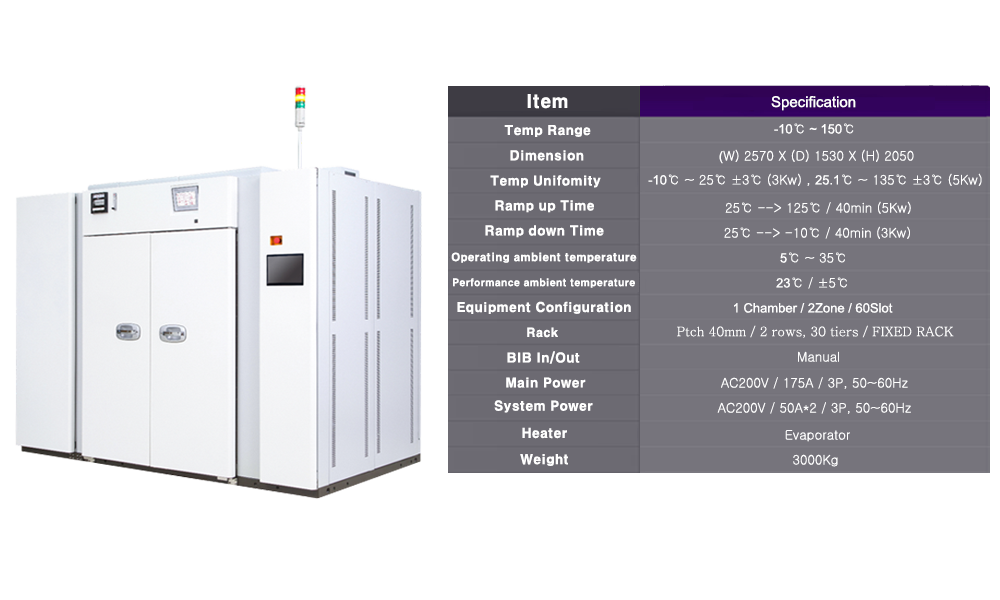 Item Specification
Temp Range -10℃ ~ 150℃
Dimension (W) 2570 X (D) 1530 X (H) 2050
Temp Unifomity -10℃ ~ 25℃ ±3℃ (3Kw) , 25.1℃ ~ 135℃ ±3℃ (5Kw)
Ramp up Time 25℃ --> 125℃ / 40min (5Kw)
Ramp down Time 25℃ --> -10℃ / 40min (3Kw)
Operating ambient temperature 5℃ ~ 35℃
Performance ambient temperature 23℃ / ±5℃
Equipment Configuration 1 Chamber / 2Zone / 60Slot
Rack Ptch 40mm / 2 rows, 30 tiers / FIXED RACK
BIB In/Out Manual
Main Power AC200V / 175A / 3P, 50~60Hz
System Power AC200V / 50A*2 / 3P, 50~60Hz
Heater Evaporator
Weight 3000Kg